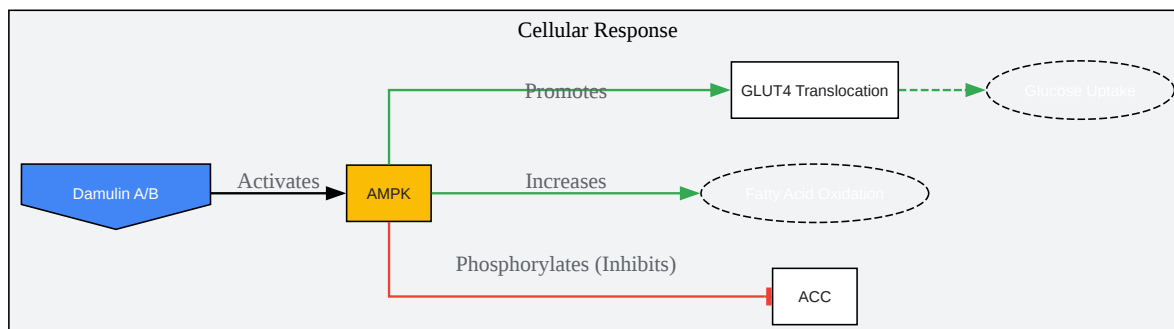 Cellular Response
Promotes
GLUT4 Translocation
Glucose Uptake
Damulin A/B
Activates
AMPK
Increases
Fatty Acid Oxidation
Phosphorylates (Inhibits)
ACC